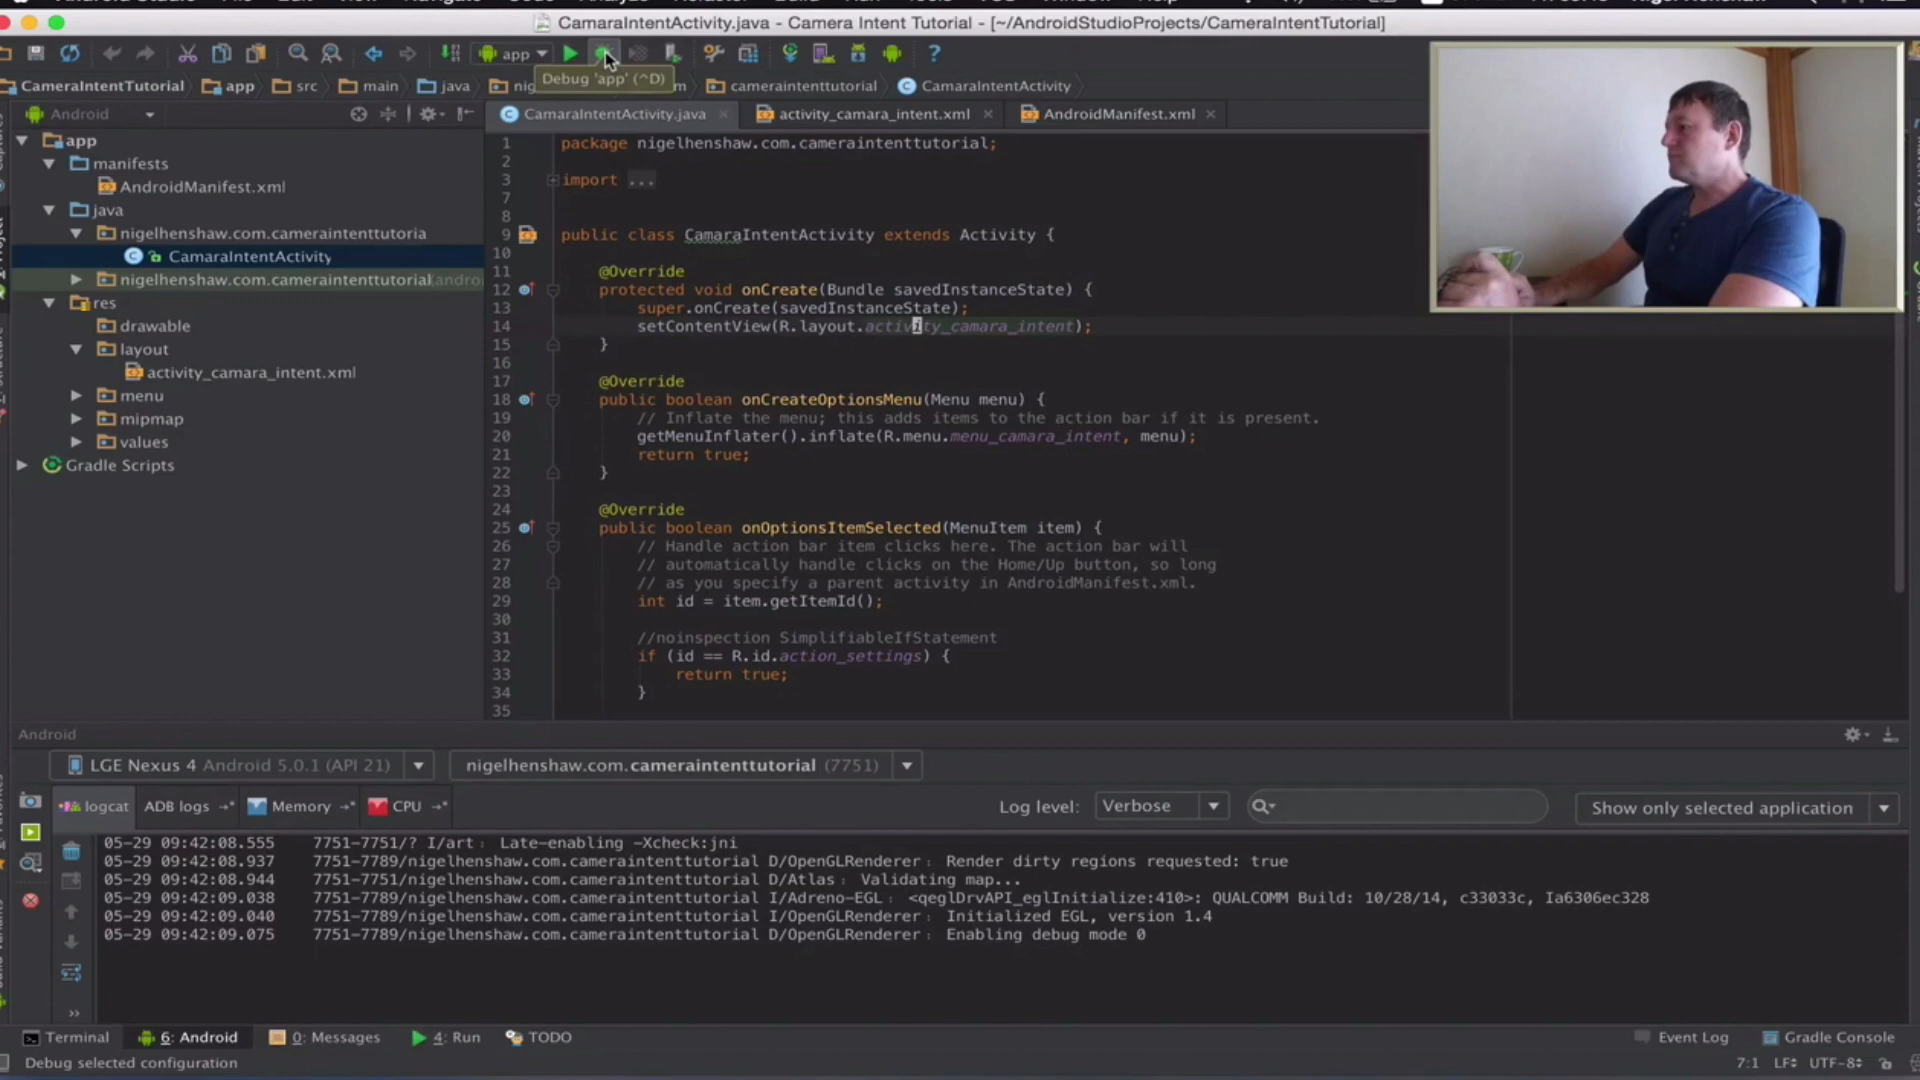 CamaraIntentActivity.java - Camera Intent Tutorial - [~/AndroidStudioProjects/CameraIntentTutorial]
app
Debug 'app' (^D)
CameraIntentTutorial app src main java nig m cameraintenttutorial CamaraIntentActivity
Android
CamaraIntentActivity.java activity_camara_intent.xml AndroidManifest.xml
app
manifests
AndroidManifest.xml
java
nigelhenshaw.com.cameraintenttutoria
CamaraIntentActivity
nigelhenshaw.com.cameraintenttutorial (andro
res
drawable
layout
activity_camara_intent.xml
menu
mipmap
values
Gradle Scripts
1 package nigelhenshaw.com.cameraintenttutorial;
2
3 import ...
7
8
9 public class CamaraIntentActivity extends Activity {
10
11 @Override
12 protected void onCreate(Bundle savedInstanceState) {
13 super.onCreate(savedInstanceState);
14 setContentView(R.layout.activity_camara_intent);
15 }
16
17 @Override
18 public boolean onCreateOptionsMenu(Menu menu) {
19 // Inflate the menu; this adds items to the action bar if it is present.
20 getMenuInflater().inflate(R.menu.menu_camara_intent, menu);
21 return true;
22 }
23
24 @Override
25 public boolean onOptionsItemSelected(MenuItem item) {
26 // Handle action bar item clicks here. The action bar will
27 // automatically handle clicks on the Home/Up button, so long
28 // as you specify a parent activity in AndroidManifest.xml.
29 int id = item.getItemId();
30
31 //noinspection SimplifiableIfStatement
32 if (id == R.id.action_settings) {
33 return true;
34 }
35
Android
LGE Nexus 4 Android 5.0.1 (API 21) nigelhenshaw.com.cameraintenttutorial (7751)
logcat ADB logs Memory CPU Log level: Verbose Show only selected application
05-29 09:42:08.555 7751-7751/? I/art: Late-enabling -Xcheck:jni
05-29 09:42:08.937 7751-7789/nigelhenshaw.com.cameraintenttutorial D/OpenGLRenderer: Render dirty regions requested: true
05-29 09:42:08.944 7751-7751/nigelhenshaw.com.cameraintenttutorial D/Atlas: Validating map...
05-29 09:42:09.038 7751-7789/nigelhenshaw.com.cameraintenttutorial I/Adreno-EGL: <qeglDrvAPI_eglInitialize:410>: QUALCOMM Build: 10/28/14, c33033c, Ia6306ec328
05-29 09:42:09.040 7751-7789/nigelhenshaw.com.cameraintenttutorial I/OpenGLRenderer: Initialized EGL, version 1.4
05-29 09:42:09.075 7751-7789/nigelhenshaw.com.cameraintenttutorial D/OpenGLRenderer: Enabling debug mode 0
Terminal 6: Android 0: Messages 4: Run TODO Event Log Gradle Console
Debug selected configuration 7:1 LF UTF-8